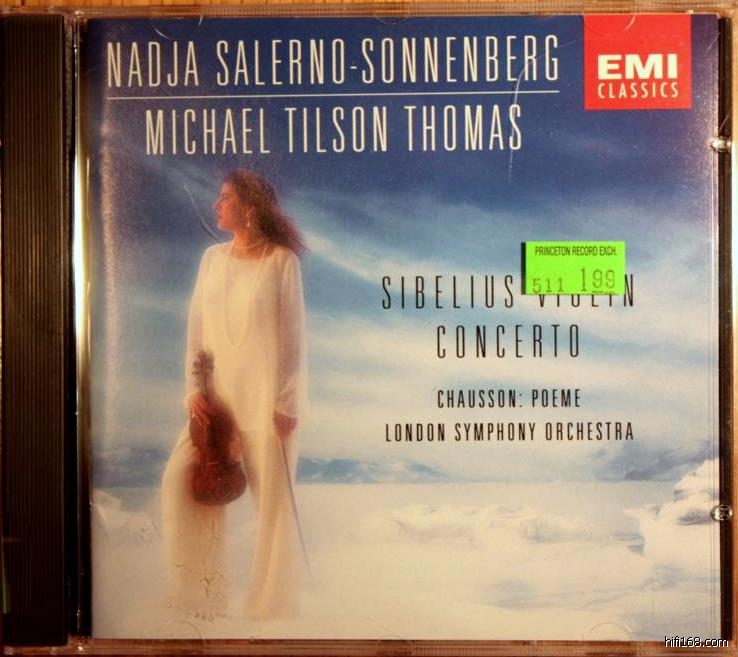 NADJA SALERNO-SONNENBERG
MICHAEL TILSON THOMAS
EMI
CLASSICS
PRINCETON RECORD EXCH.
511 199
SIBELIUS VIOLIN
CONCERTO
CHAUSSON: POEME
LONDON SYMPHONY ORCHESTRA
hifi168.com